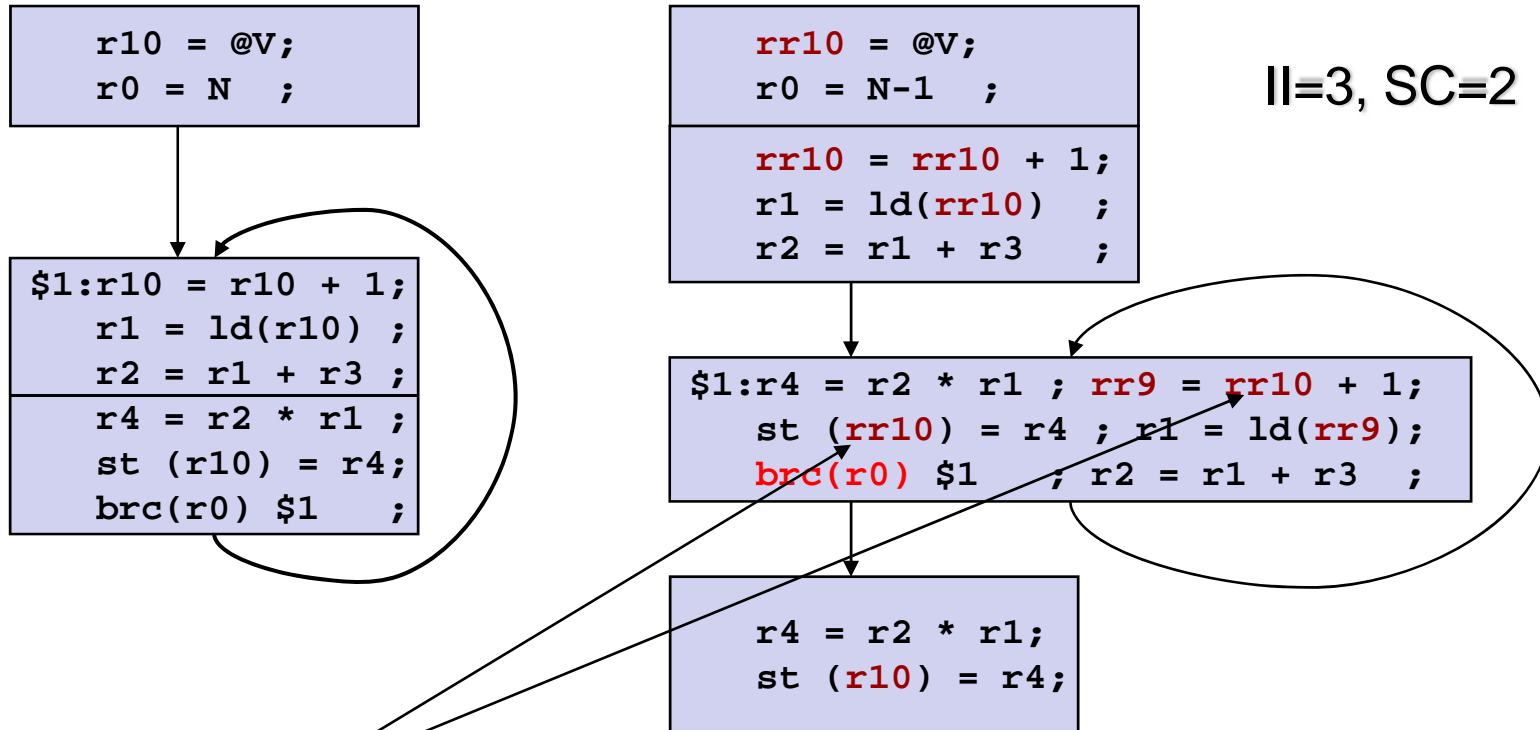 r10 = @V;
r0 = N ;
$1:r10 = r10 + 1;
r1 = ld(r10) ;
r2 = r1 + r3 ;
r4 = r2 * r1 ;
st (r10) = r4;
brc(r0) $1 ;
rr10 = @V;
r0 = N-1 ;
rr10 = rr10 + 1;
r1 = ld(rr10) ;
r2 = r1 + r3 ;
$1:r4 = r2 * r1 ; rr9 = rr10 + 1;
st (rr10) = r4 ; r1 = ld(rr9);
brc(r0) $1 ; r2 = r1 + r3 ;
r4 = r2 * r1;
st (r10) = r4;
II=3, SC=2